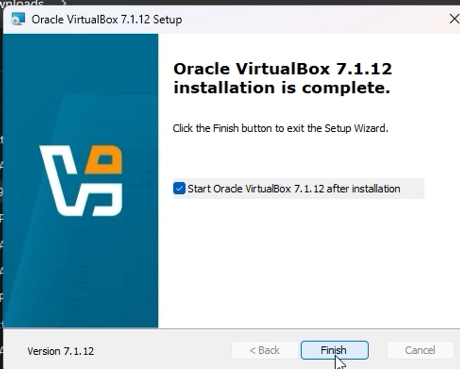 wnloads
Oracle VirtualBox 7.1.12 Setup
Oracle VirtualBox 7.1.12
installation is complete.
Click the Finish button to exit the Setup Wizard.
Start Oracle VirtualBox 7.1.12 after installation
Version 7.1.12
< Back
Finish
Cancel